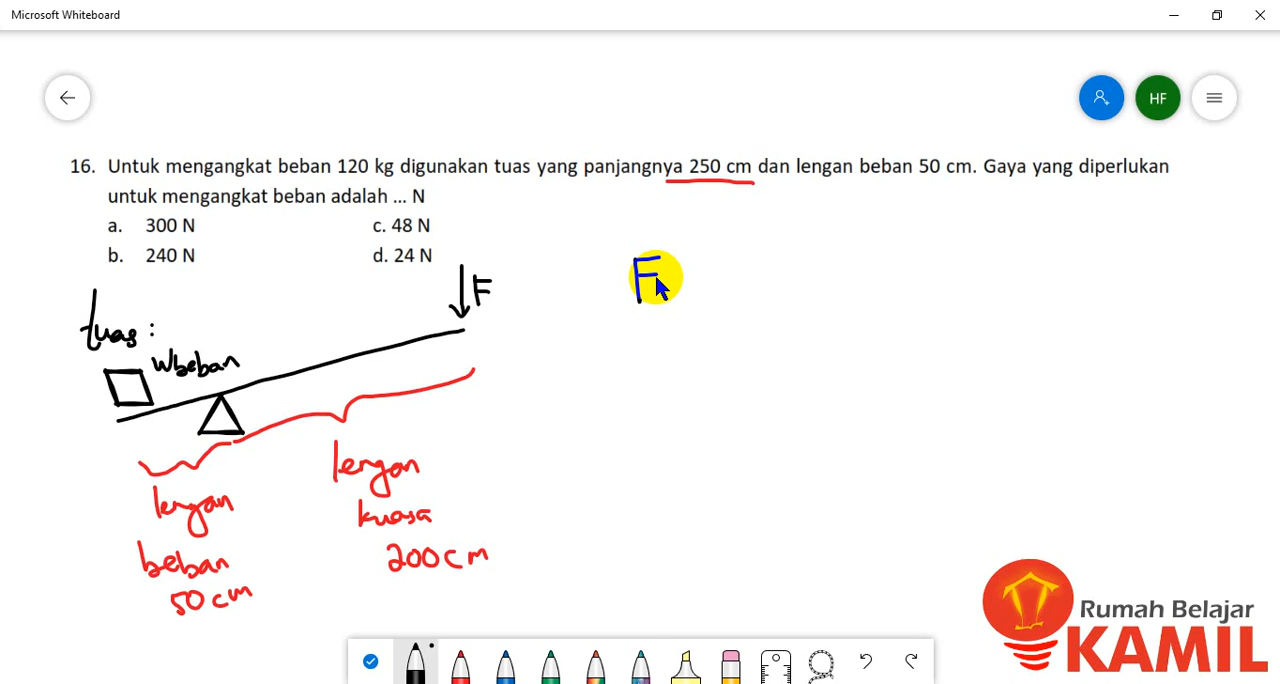 Microsoft Whiteboard
HF
16. Untuk mengangkat beban 120 kg digunakan tuas yang panjangnya 250 cm dan lengan beban 50 cm. Gaya yang diperlukan
untuk mengangkat beban adalah ... N
a. 300 N
c. 48 N
b. 240 N
d. 24 N
F
F
tuas:
Wbeban
lengan
kuasa
200 cm
lengan
beban
50 cm
Rumah Belajar
KAMIL